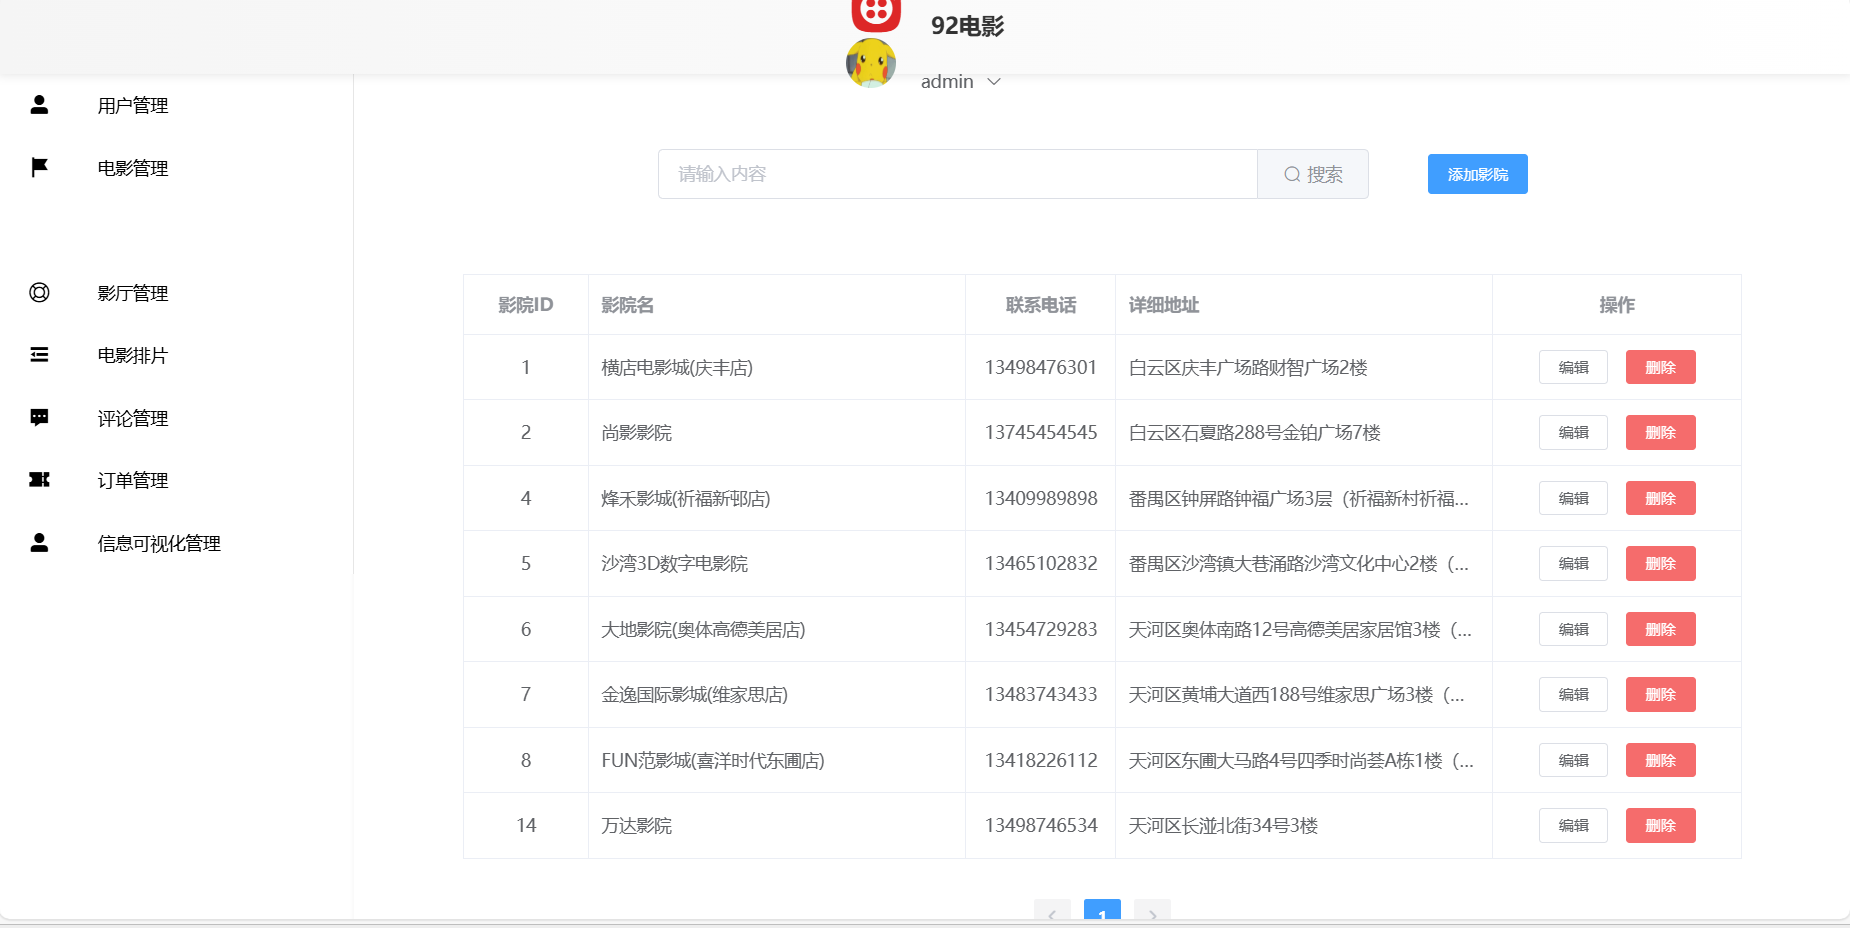 92电影
admin
用户管理
电影管理
影厅管理
电影排片
评论管理
订单管理
信息可视化管理
请输入内容 搜索 添加影院
影院ID 影院名 联系电话 详细地址 操作
1 横店电影城(庆丰店) 13498476301 白云区庆丰广场路财智广场2楼 编辑 删除
2 尚影影院 13745454545 白云区石夏路288号金铂广场7楼 编辑 删除
4 烽禾影城(祈福新邨店) 13409989898 番禺区钟屏路钟福广场3层（祈福新村祈福... 编辑 删除
5 沙湾3D数字电影院 13465102832 番禺区沙湾镇大巷涌路沙湾文化中心2楼（... 编辑 删除
6 大地影院(奥体高德美居店) 13454729283 天河区奥体南路12号高德美居家居馆3楼（... 编辑 删除
7 金逸国际影城(维家思店) 13483743433 天河区黄埔大道西188号维家思广场3楼（... 编辑 删除
8 FUN范影城(喜洋时代东圃店) 13418226112 天河区东圃大马路4号四季时尚荟A栋1楼（... 编辑 删除
14 万达影院 13498746534 天河区长湴北街34号3楼 编辑 删除
1